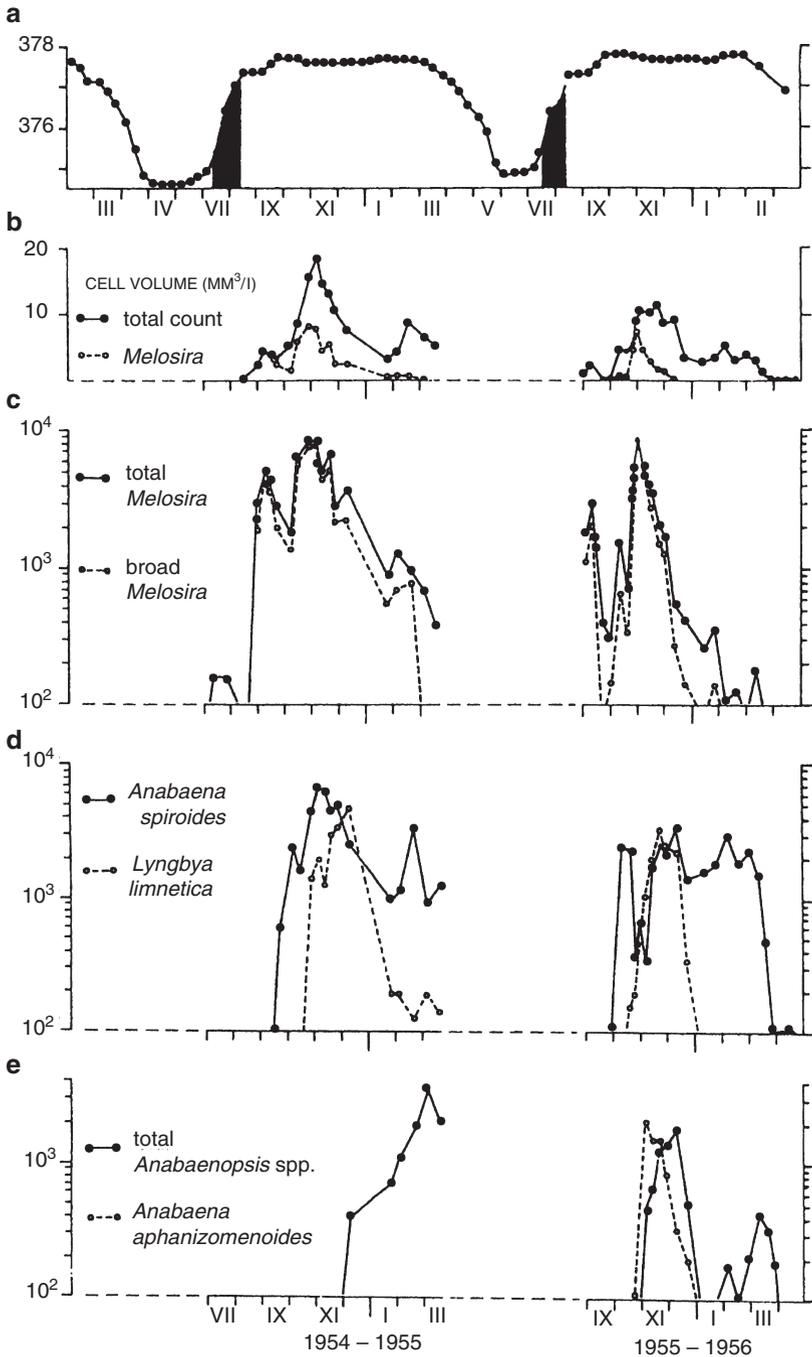 a
378
376
III IV VII IX XI I III V VII IX XI I II
b
20
10
CELL VOLUME (MM³/l)
total count
Melosira
c
10⁴
10³
10²
total
Melosira
broad
Melosira
d
10⁴
10³
10²
Anabaena
spiroides
Lyngbya
limnetica
e
10³
10²
total
Anabaenopsis spp.
Anabaena
aphanizomenoides
VII IX XI I III IX XI I III
1954 – 1955 1955 – 1956